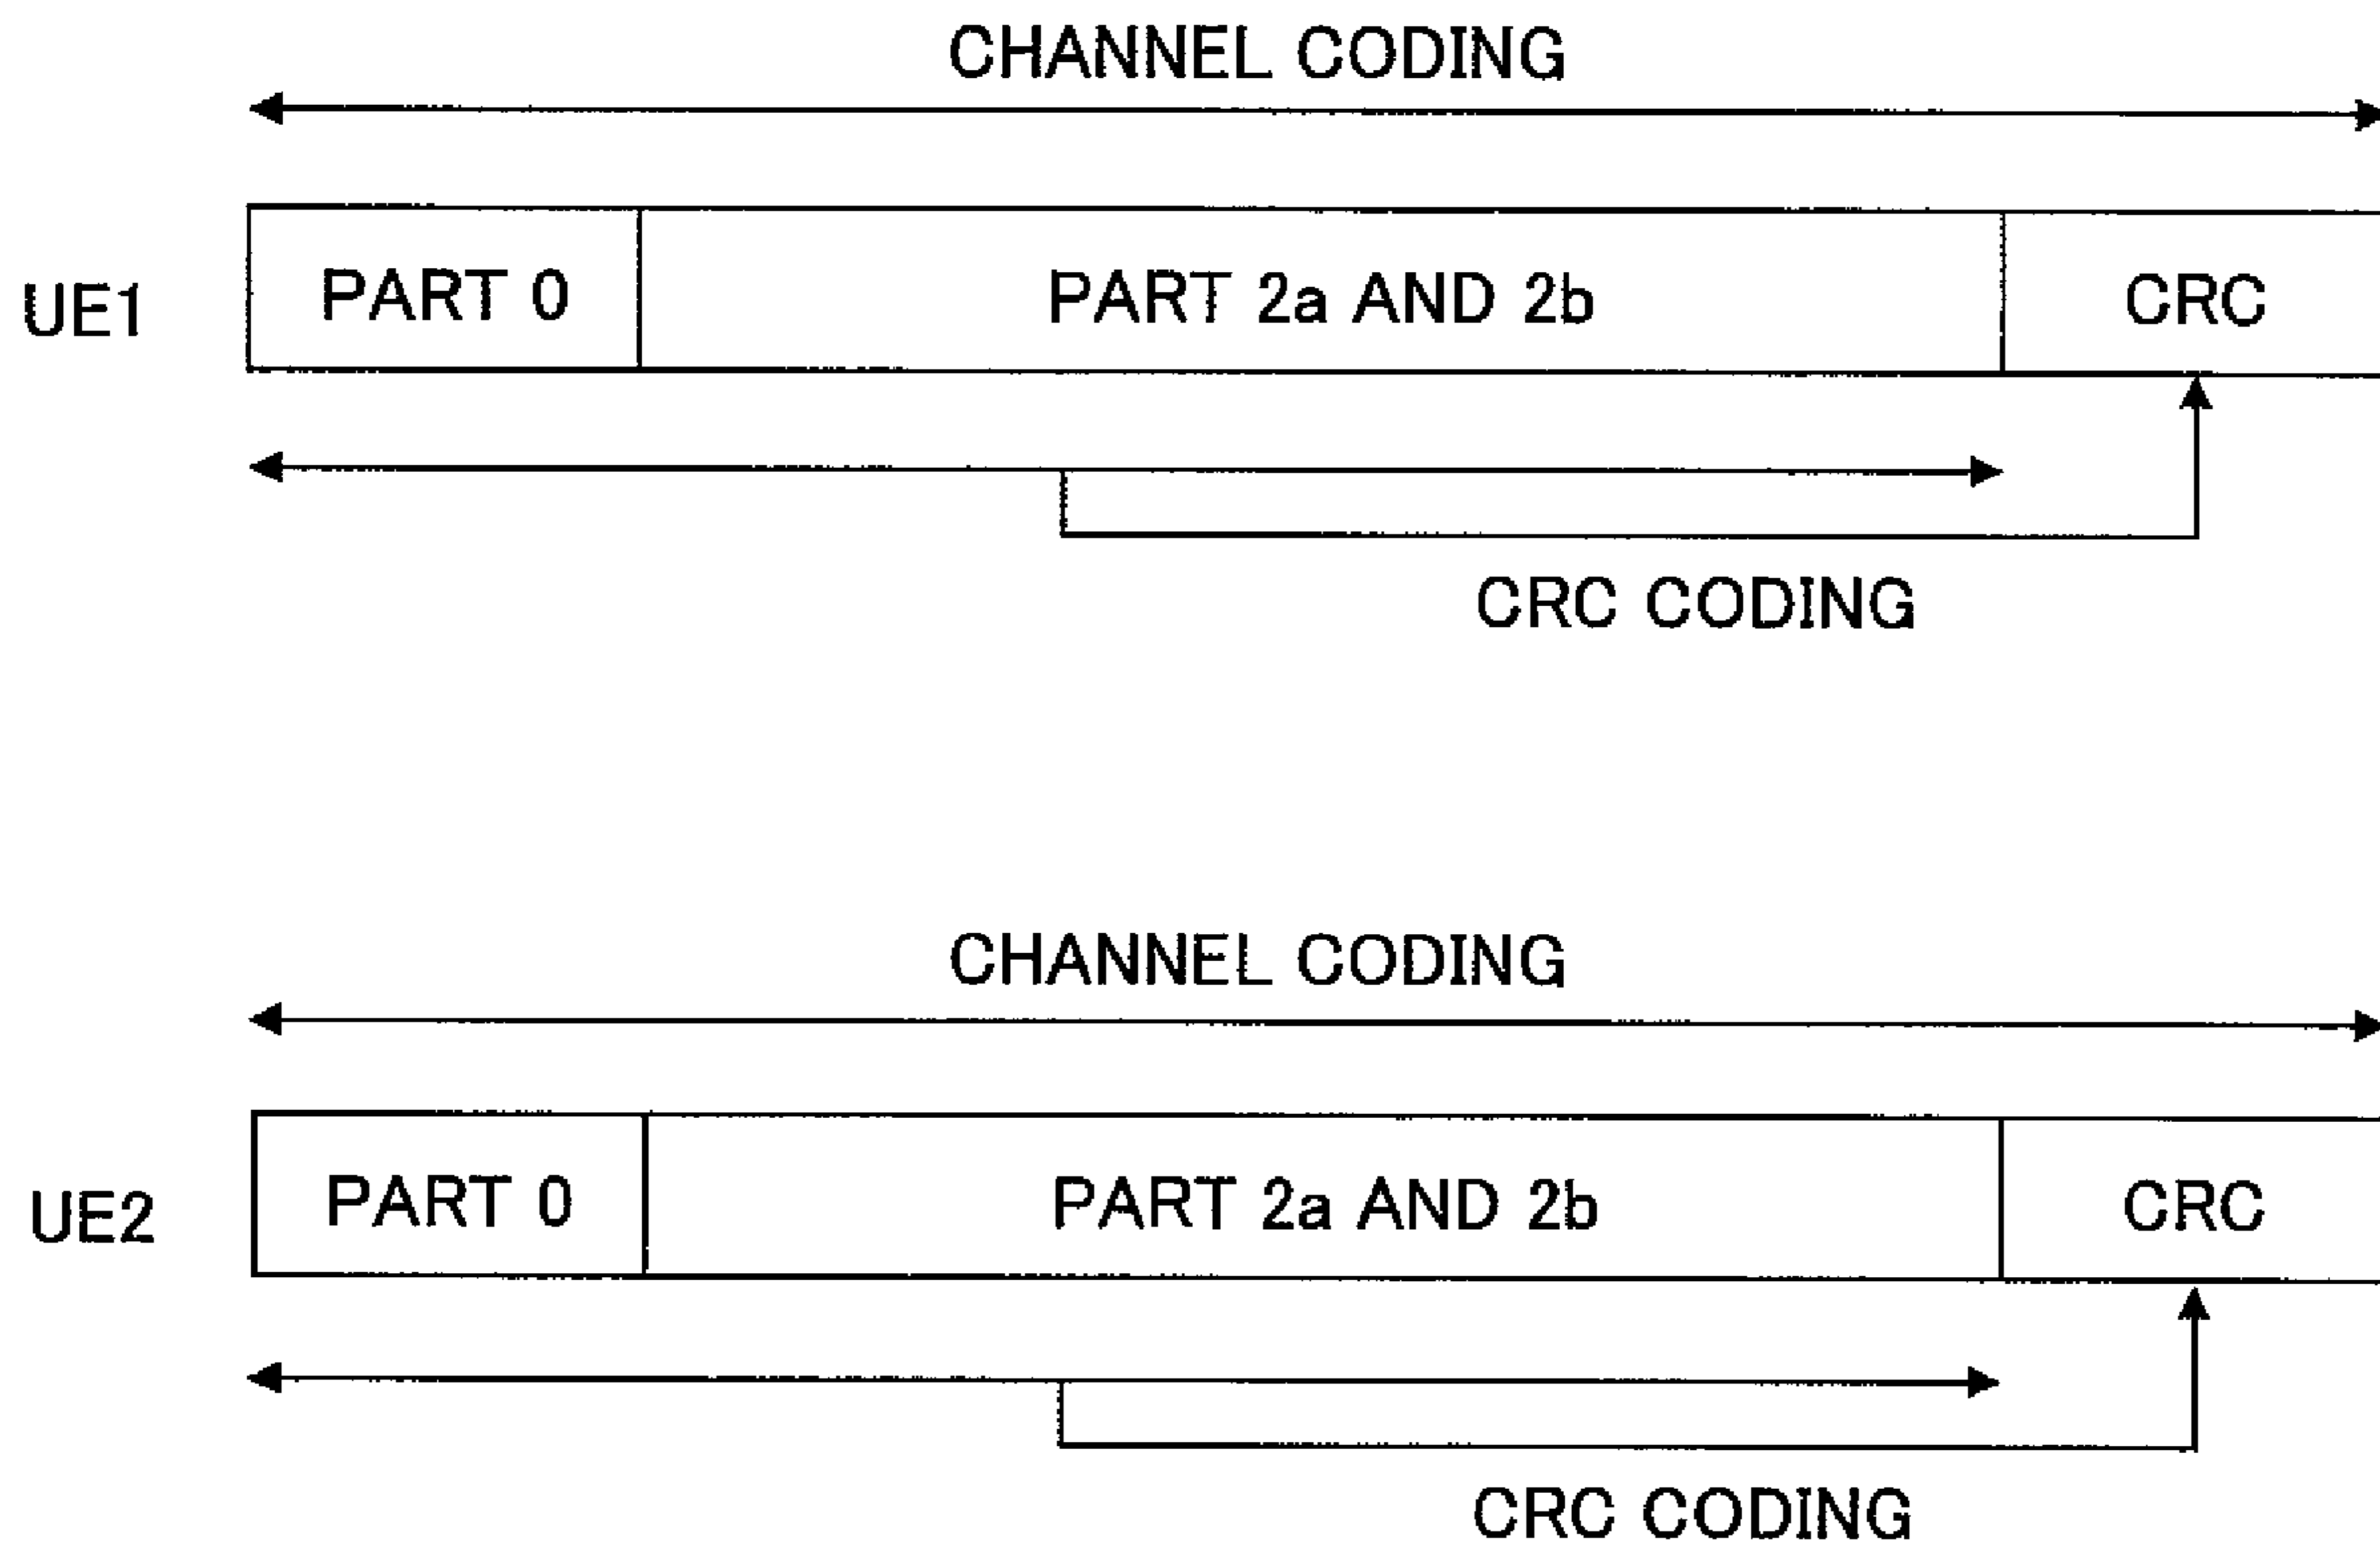 CHANNEL CODING
UE1 PART 0 PART 2a AND 2b CRC
CRC CODING
CHANNEL CODING
UE2 PART 0 PART 2a AND 2b CRC
CRC CODING